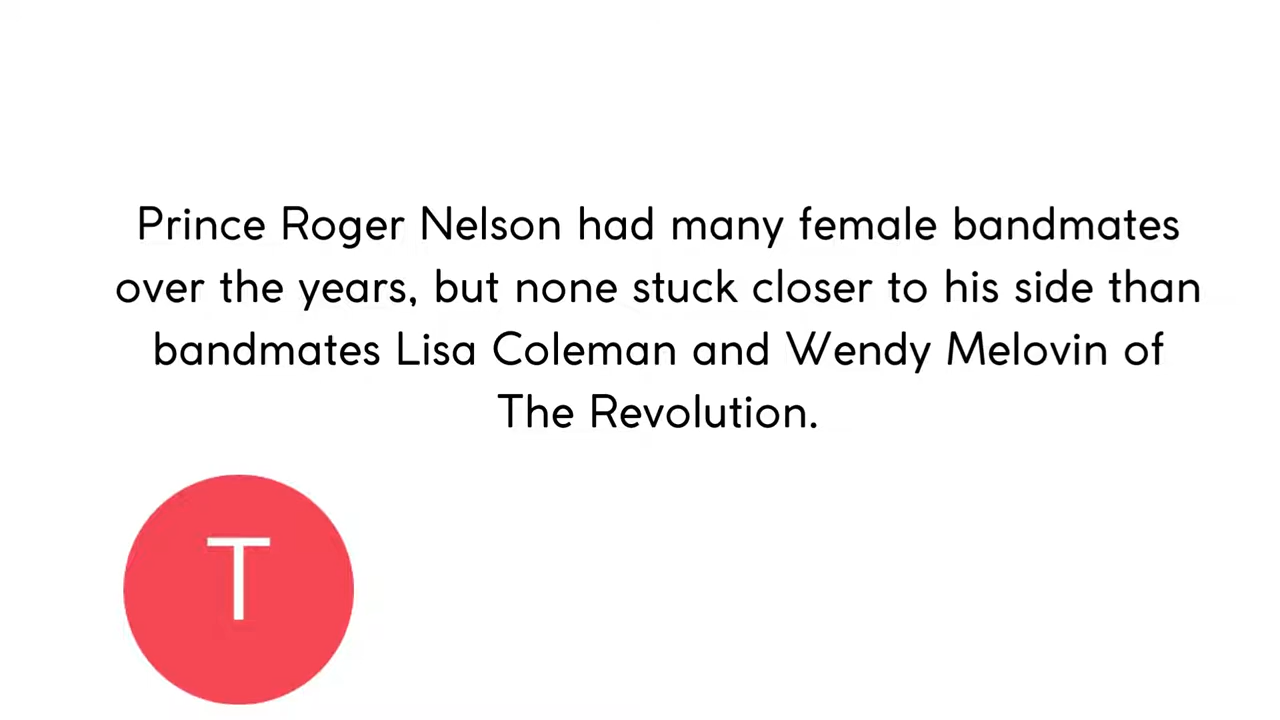 Prince Roger Nelson had many female bandmates
over the years, but none stuck closer to his side than
bandmates Lisa Coleman and Wendy Melovin of
The Revolution.
T